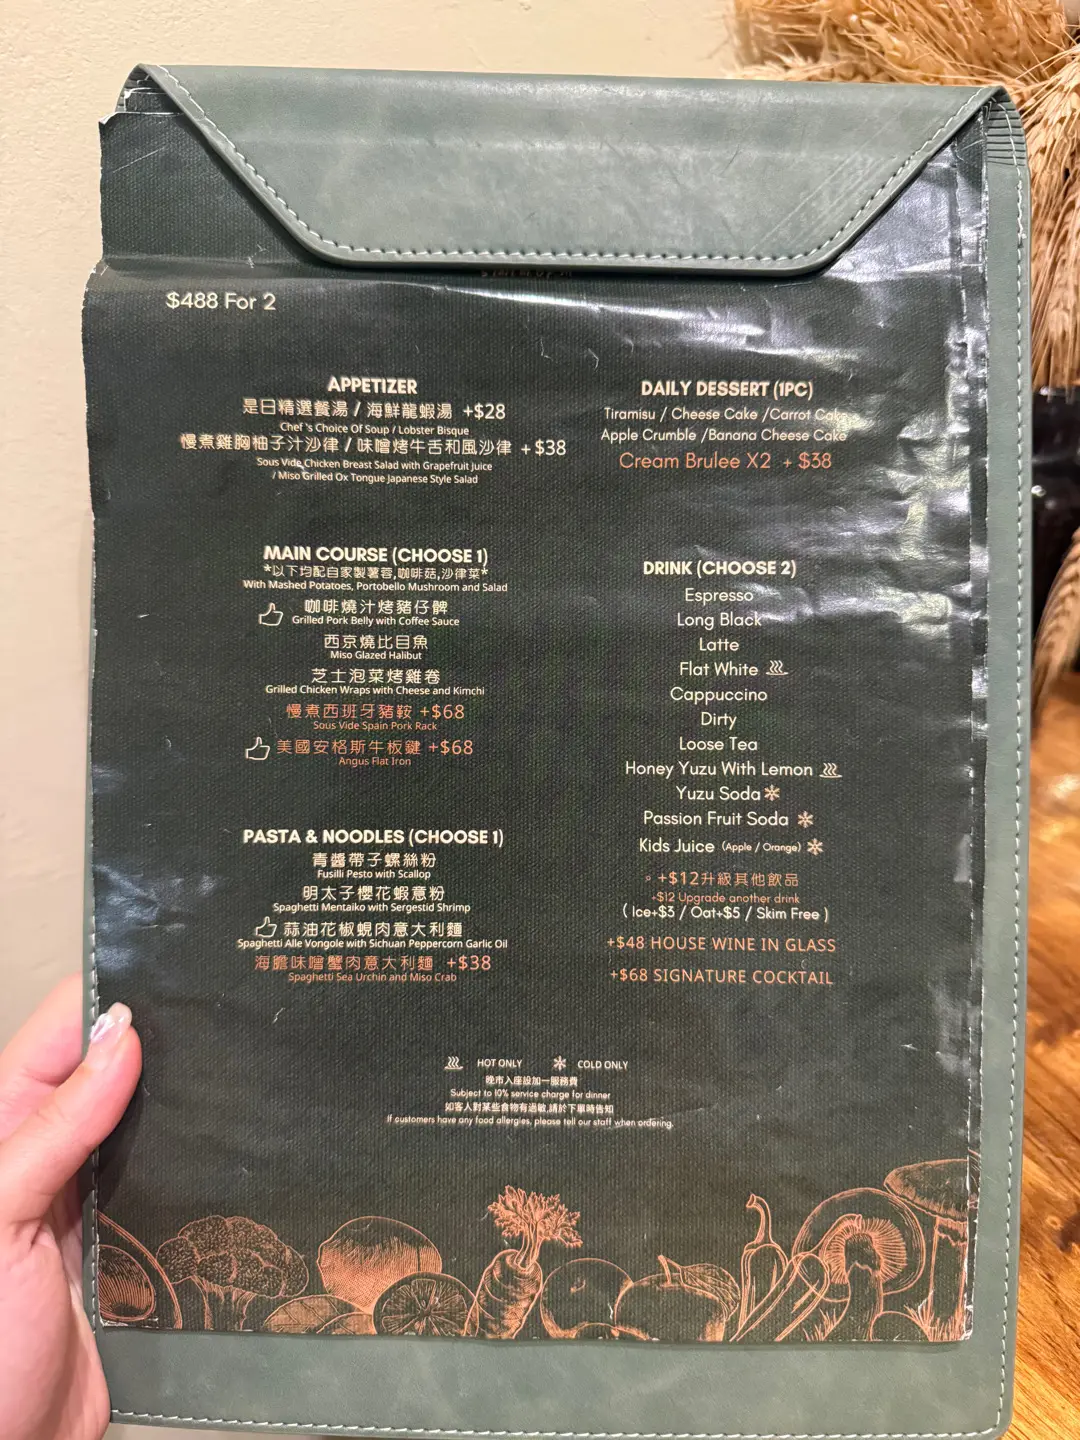 $488 For 2
APPETIZER
是日精選餐湯 / 海鮮龍蝦湯 +$28
Chef 's Choice Of Soup / Lobster Bisque
慢煮雞胸柚子汁沙律 / 味噌烤牛舌和風沙律 + $38
Sous Vide Chicken Breast Salad with Grapefruit Juice
/ Miso Grilled Ox Tongue Japanese Style Salad
MAIN COURSE (CHOOSE 1)
*以下均配自家製薯蓉,咖啡菇,沙律菜*
With Mashed Potatoes, Portobello Mushroom and Salad
咖啡燒汁烤豬仔髀
Grilled Pork Belly with Coffee Sauce
西京燒比目魚
Miso Glazed Halibut
芝士泡菜烤雞卷
Grilled Chicken Wraps with Cheese and Kimchi
慢煮西班牙豬鞍 +$68
Sous Vide Spain Pork Rack
美國安格斯牛板鍵 +$68
Angus Flat Iron
PASTA & NOODLES (CHOOSE 1)
青醬帶子螺絲粉
Fusilli Pesto with Scallop
明太子櫻花蝦意粉
Spaghetti Mentaiko with Sergestid Shrimp
蒜油花椒蜆肉意大利麵
Spaghetti Alle Vongole with Sichuan Peppercorn Garlic Oil
海膽味噌蟹肉意大利麵 +$38
Spaghetti Sea Urchin and Miso Crab
DAILY DESSERT (1PC)
Tiramisu / Cheese Cake /Carrot Cake
Apple Crumble /Banana Cheese Cake
Cream Brulee X2 + $38
DRINK (CHOOSE 2)
Espresso
Long Black
Latte
Flat White
Cappuccino
Dirty
Loose Tea
Honey Yuzu With Lemon
Yuzu Soda
Passion Fruit Soda
Kids Juice (Apple / Orange)
+$12升級其他飲品
+$12 Upgrade another drink
( Ice+$3 / Oat+$5 / Skim Free )
+$48 HOUSE WINE IN GLASS
+$68 SIGNATURE COCKTAIL
HOT ONLY COLD ONLY
晚市入座設加一服務費
Subject to 10% service charge for dinner
如客人對某些食物有過敏,請於下單時告知
If customers have any food allergies, please tell our staff when ordering.